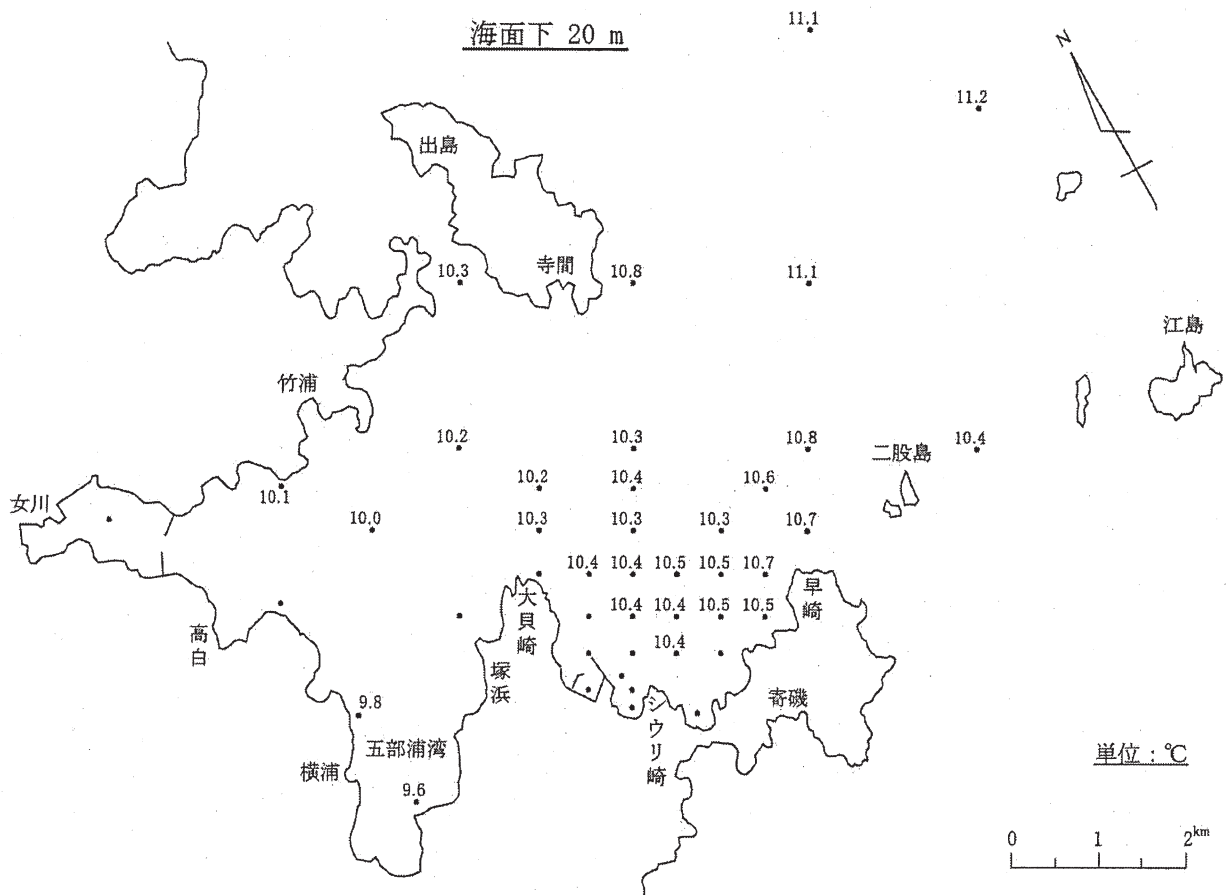 海面下 20 m
11.1
N
11.2
出島
寺間
10.3
10.8
11.1
江島
竹浦
10.2
10.3
10.8
10.4
二股島
女川
10.1
10.2
10.4
10.6
10.0
10.3
10.3
10.3
10.7
10.4
10.4
10.5
10.5
10.7
大貝崎
早崎
10.4
10.4
10.5
10.5
高白
10.4
塚浜
シウリ崎
寄磯
9.8
五部浦湾
横浦
9.6
単位：℃
0 1 2km